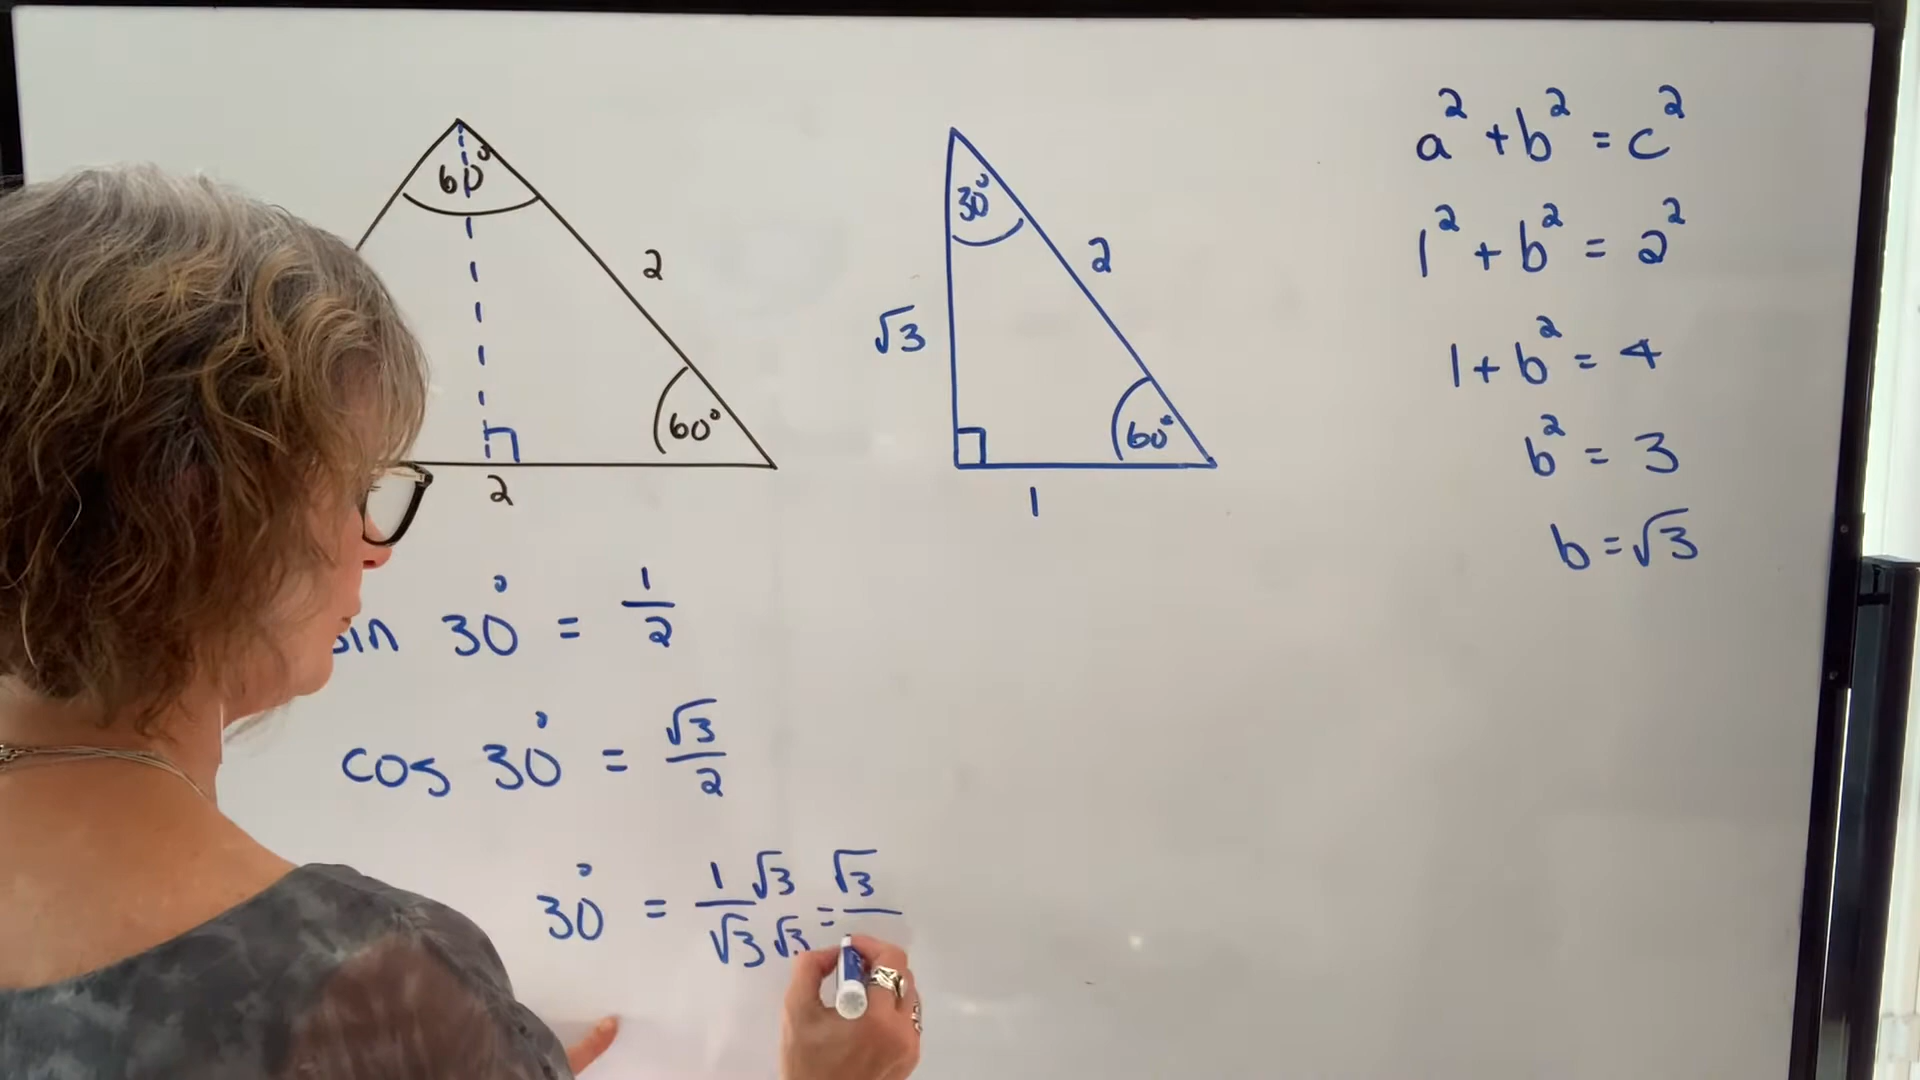 60°
2
60°
2
30°
2
√3
60°
1
a² + b² = c²
1² + b² = 2²
1 + b² = 4
b² = 3
b = √3
sin 30° = 1/2
cos 30° = √3/2
30° = 1 √3/√3 √3 = √3/